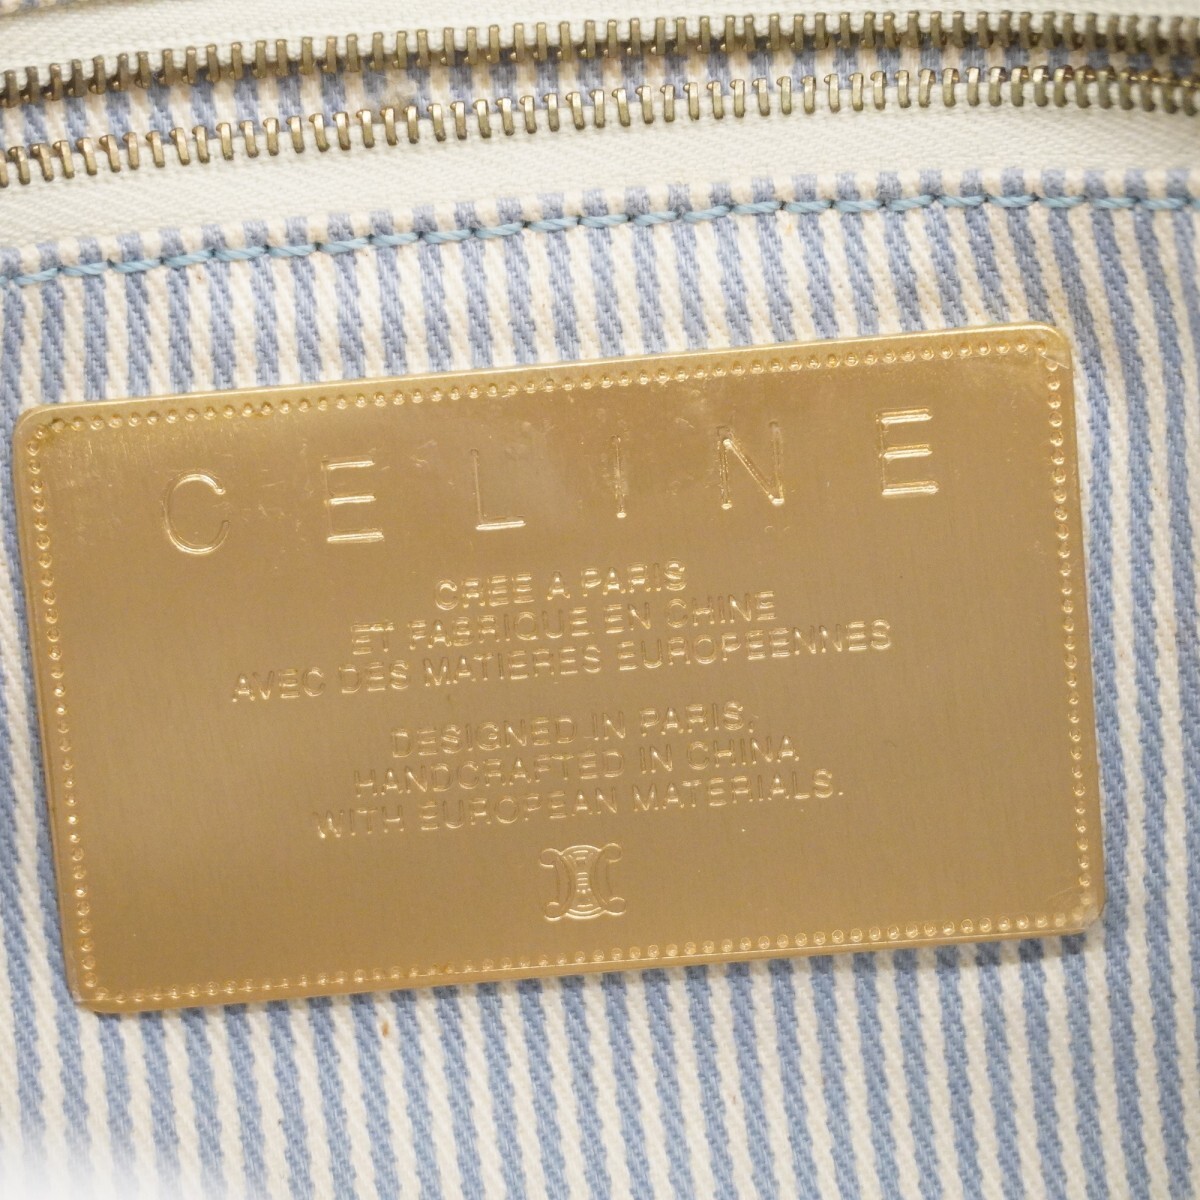 CELINE
CREE A PARIS
ET FABRIQUE EN CHINE
AVEC DES MATIÈRES EUROPEENNES
DESIGNED IN PARIS,
HANDCRAFTED IN CHINA
WITH EUROPEAN MATERIALS.